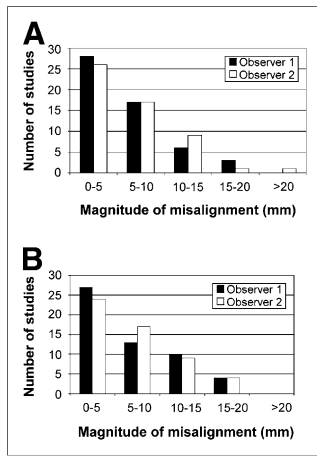 A
30
25
20
15
10
5
0
Number of studies
Observer 1
Observer 2
0-5 5-10 10-15 15-20 >20
Magnitude of misalignment (mm)
B
30
25
20
15
10
5
0
Number of studies
Observer 1
Observer 2
0-5 5-10 10-15 15-20 >20
Magnitude of misalignment (mm)